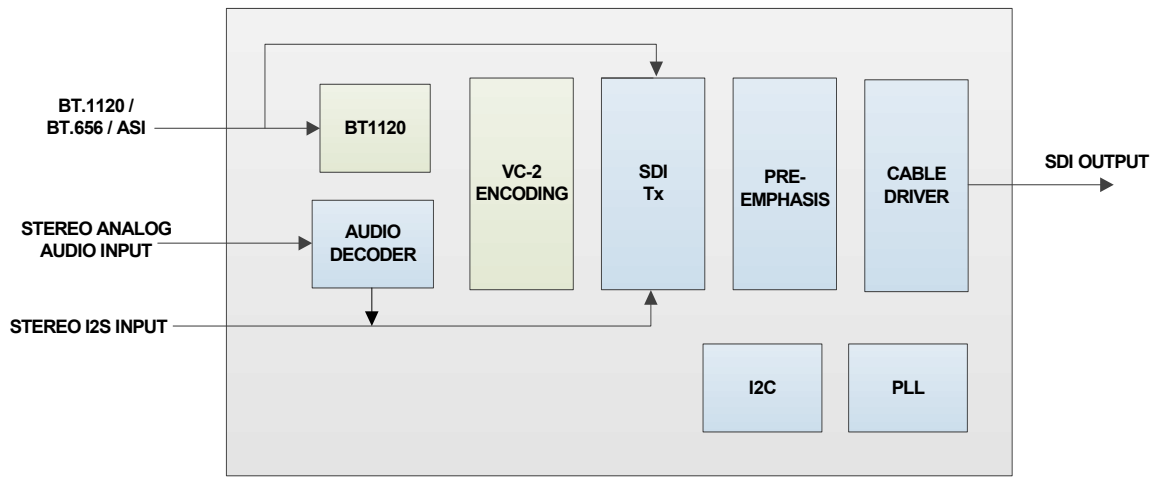 BT.1120 /
BT.656 / ASI
BT1120
VC-2
ENCODING
SDI
Tx
PRE-
EMPHASIS
CABLE
DRIVER
SDI OUTPUT
STEREO ANALOG
AUDIO INPUT
AUDIO
DECODER
STEREO I2S INPUT
I2C
PLL